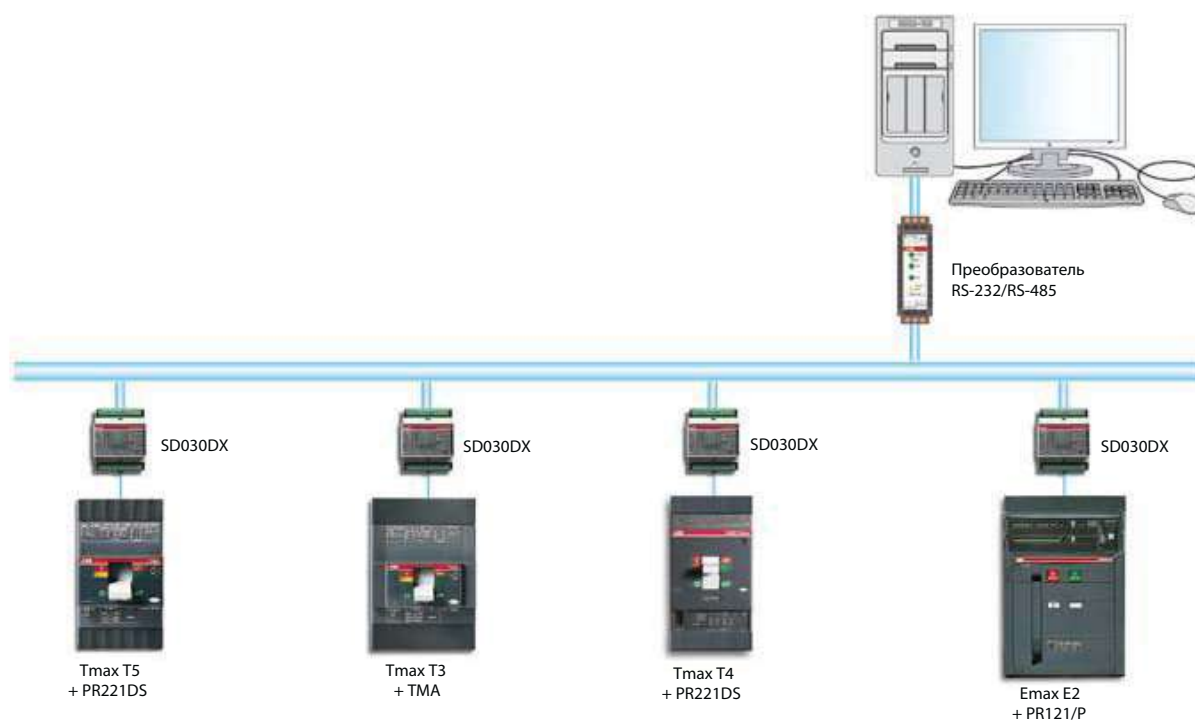 Преобразователь
RS-232/RS-485
SD030DX
SD030DX
SD030DX
SD030DX
Tmax T5
+ PR221DS
Tmax T3
+ TMA
Tmax T4
+ PR221DS
Emax E2
+ PR121/P